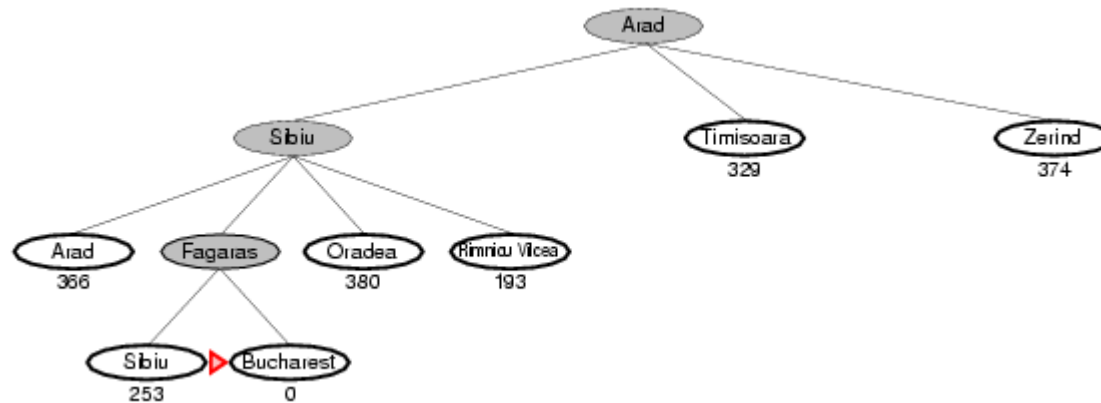 Arad
Sibiu
Timisoara
Zerind
329
374
Arad
Fagaras
Oradea
Rimnicu Vilcea
366
380
193
Sibiu
Bucharest
253
0